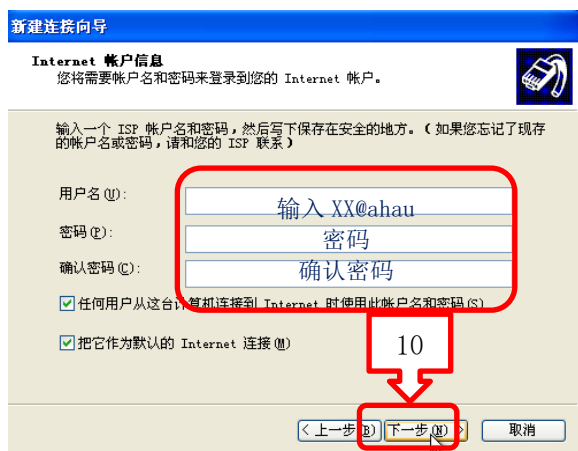 新建连接向导
Internet 帐户信息
您将需要帐户名和密码来登录到您的 Internet 帐户。
输入一个 ISP 帐户名和密码，然后写下保存在安全的地方。（如果您忘记了现存
的帐户名或密码，请和您的 ISP 联系）
用户名(U):
输入 XX@ahau
密码(P):
密码
确认密码(C):
确认密码
任何用户从这台计算机连接到 Internet 时使用此帐户名和密码(S)
把它作为默认的 Internet 连接(M)
10
< 上一步(B)
下一步(N) >
取消